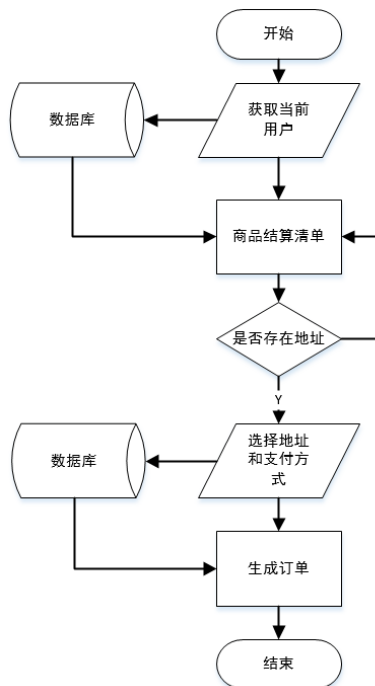 开始
数据库
获取当前
用户
商品结算清单
是否存在地址
Y
数据库
选择地址
和支付方
式
生成订单
结束